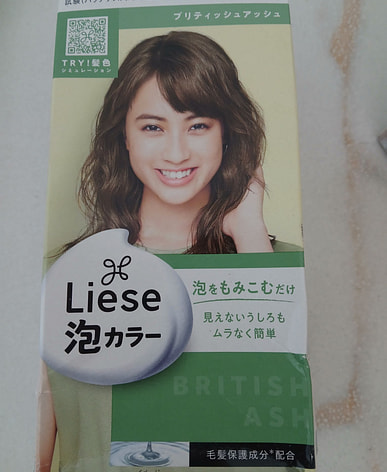 ブリティッシュアッシュ
TRY!髪色
シミュレーション
Liese
泡カラー
泡をもみこむだけ
見えないうしろも
ムラなく簡単
BRITISH
ASH
毛髪保護成分*配合